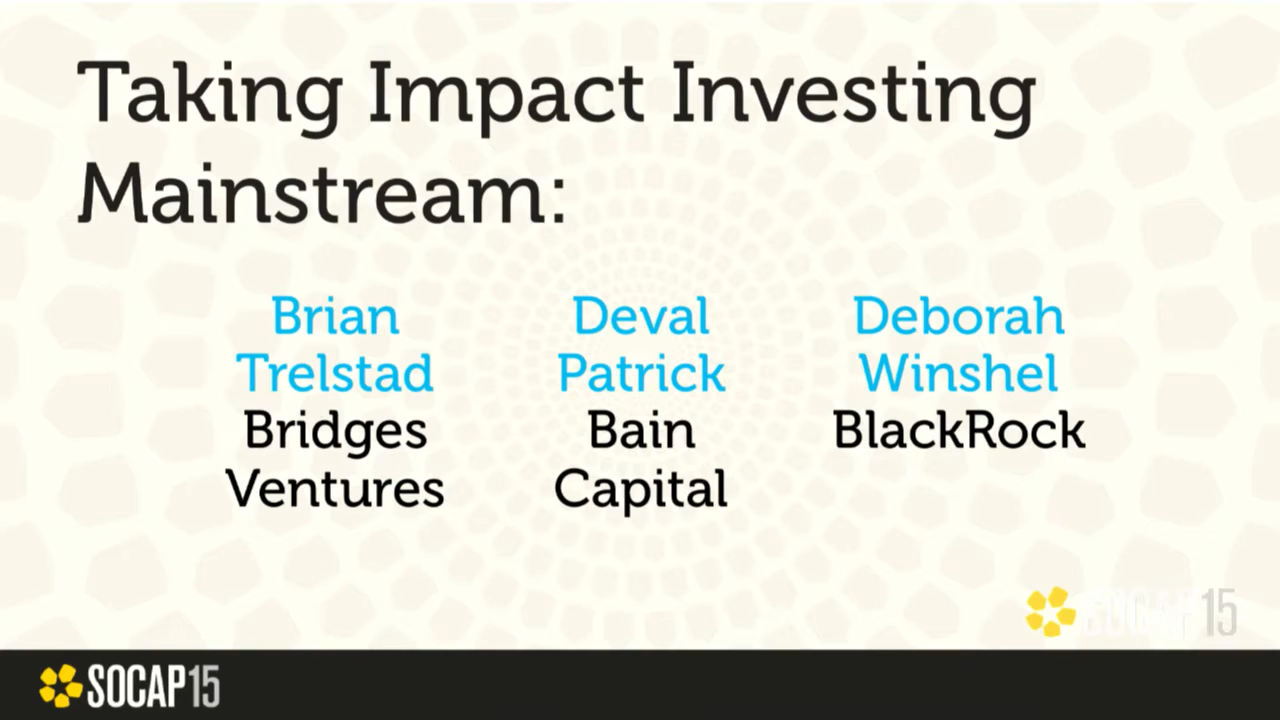 Taking Impact Investing
Mainstream:
Brian
Trelstad
Bridges
Ventures
Deval
Patrick
Bain
Capital
Deborah
Winshel
BlackRock
SOCAP15
SOCAP15